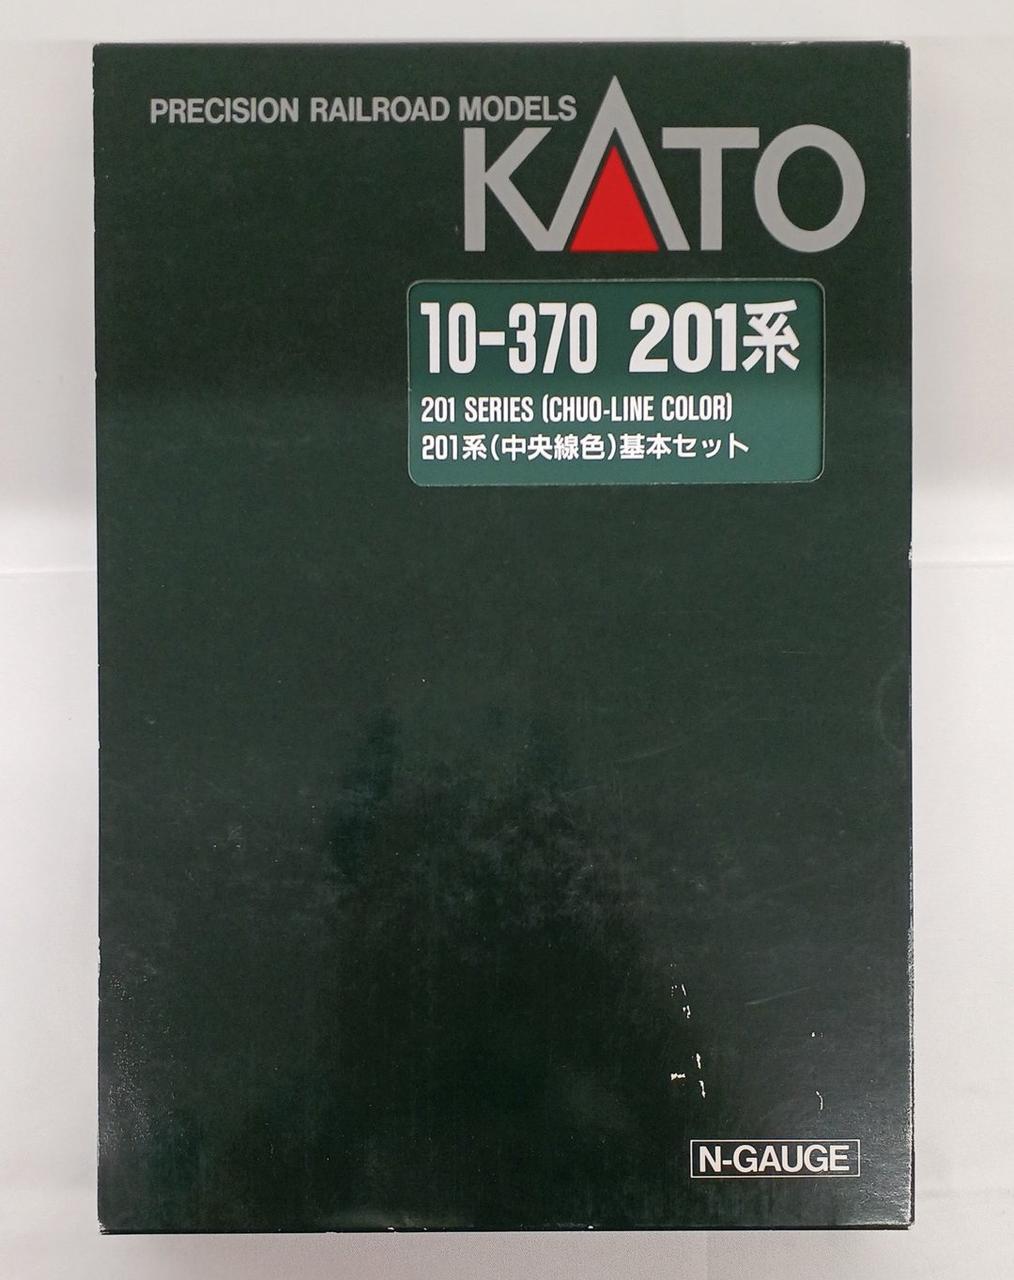 PRECISION RAILROAD MODELS
KATO
10-370 201系
201 SERIES (CHUO-LINE COLOR)
201系(中央線色)基本セット
N-GAUGE